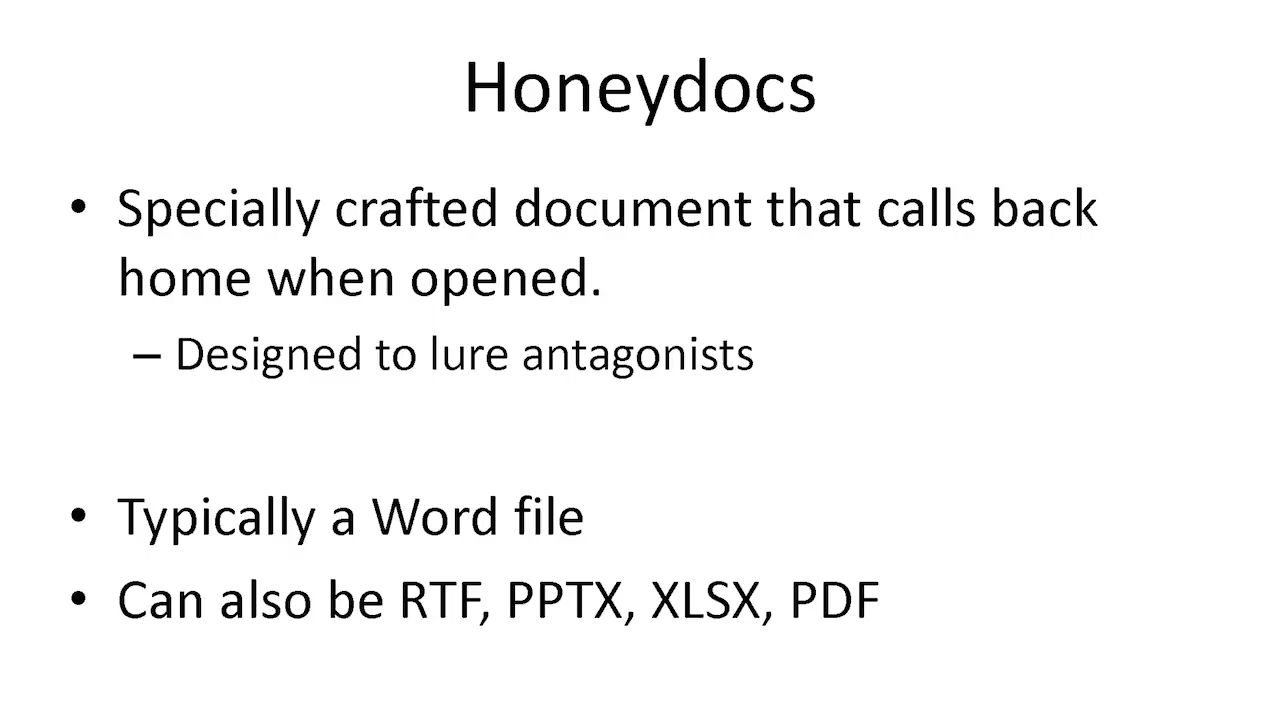 Honeydocs
• Specially crafted document that calls back
home when opened.
– Designed to lure antagonists
• Typically a Word file
• Can also be RTF, PPTX, XLSX, PDF